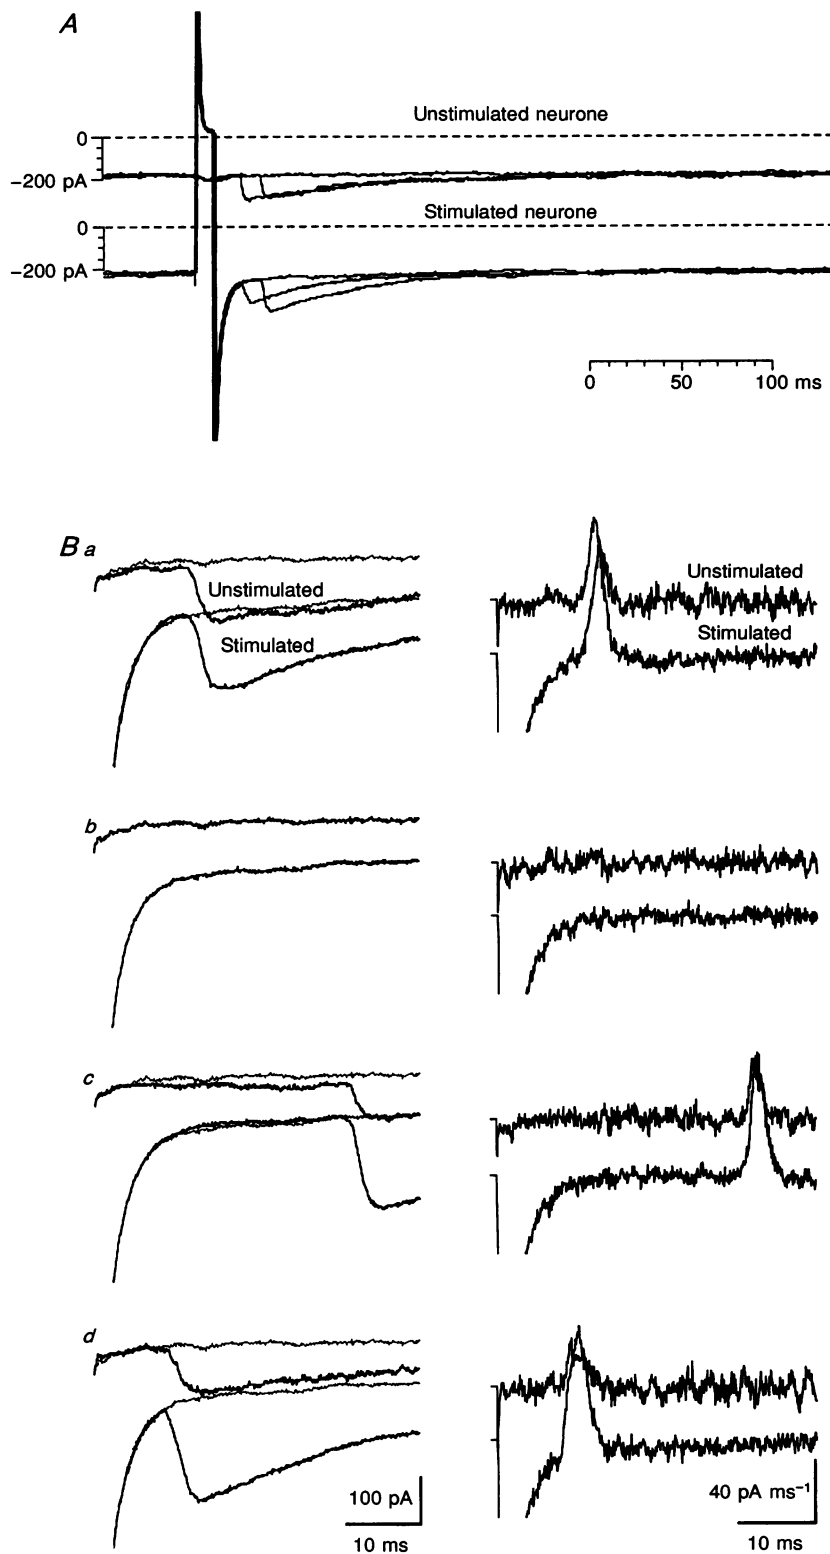 A
Unstimulated neurone
0
−200 pA
Stimulated neurone
0
−200 pA
0 50 100 ms
B a
Unstimulated
Stimulated
Unstimulated
Stimulated
b
c
d
100 pA
10 ms
40 pA ms⁻¹
10 ms